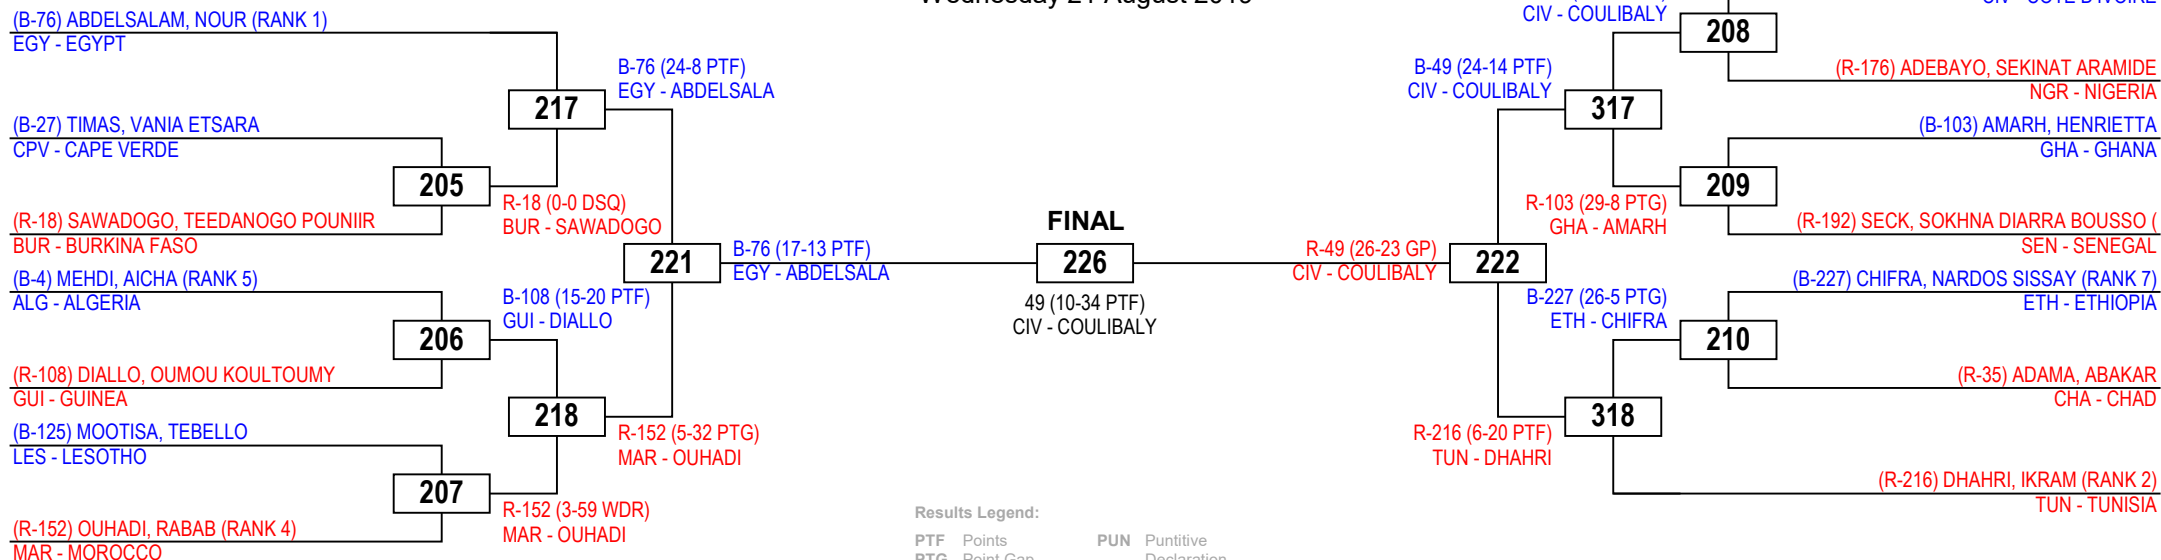 (B-76) ABDELSALAM, NOUR (RANK 1)
EGY - EGYPT
B-76 (24-8 PTF)
EGY - ABDELSALA
217
(B-27) TIMAS, VANIA ETSARA
CPV - CAPE VERDE
205
R-18 (0-0 DSQ)
BUR - SAWADOGO
(R-18) SAWADOGO, TEEDANOGO POUNIIR
BUR - BURKINA FASO
221
B-76 (17-13 PTF)
EGY - ABDELSALA
(B-4) MEHDI, AICHA (RANK 5)
ALG - ALGERIA
B-108 (15-20 PTF)
GUI - DIALLO
206
(R-108) DIALLO, OUMOU KOULTOUMY
GUI - GUINEA
218
R-152 (5-32 PTG)
MAR - OUHADI
(B-125) MOOTISA, TEBELLO
LES - LESOTHO
207
R-152 (3-59 WDR)
MAR - OUHADI
(R-152) OUHADI, RABAB (RANK 4)
MAR - MOROCCO
FINAL
226
49 (10-34 PTF)
CIV - COULIBALY
CIV - COULIBALY
208
(R-176) ADEBAYO, SEKINAT ARAMIDE
NGR - NIGERIA
B-49 (24-14 PTF)
CIV - COULIBALY
317
(B-103) AMARH, HENRIETTA
GHA - GHANA
209
R-103 (29-8 PTG)
GHA - AMARH
(R-192) SECK, SOKHNA DIARRA BOUSSO (
SEN - SENEGAL
R-49 (26-23 GP)
CIV - COULIBALY
222
(B-227) CHIFRA, NARDOS SISSAY (RANK 7)
ETH - ETHIOPIA
B-227 (26-5 PTG)
ETH - CHIFRA
210
(R-35) ADAMA, ABAKAR
CHA - CHAD
318
R-216 (6-20 PTF)
TUN - DHAHRI
(R-216) DHAHRI, IKRAM (RANK 2)
TUN - TUNISIA
Results Legend:
PTF Points
PUN Puntitive
PTG Point Gap
Declaration